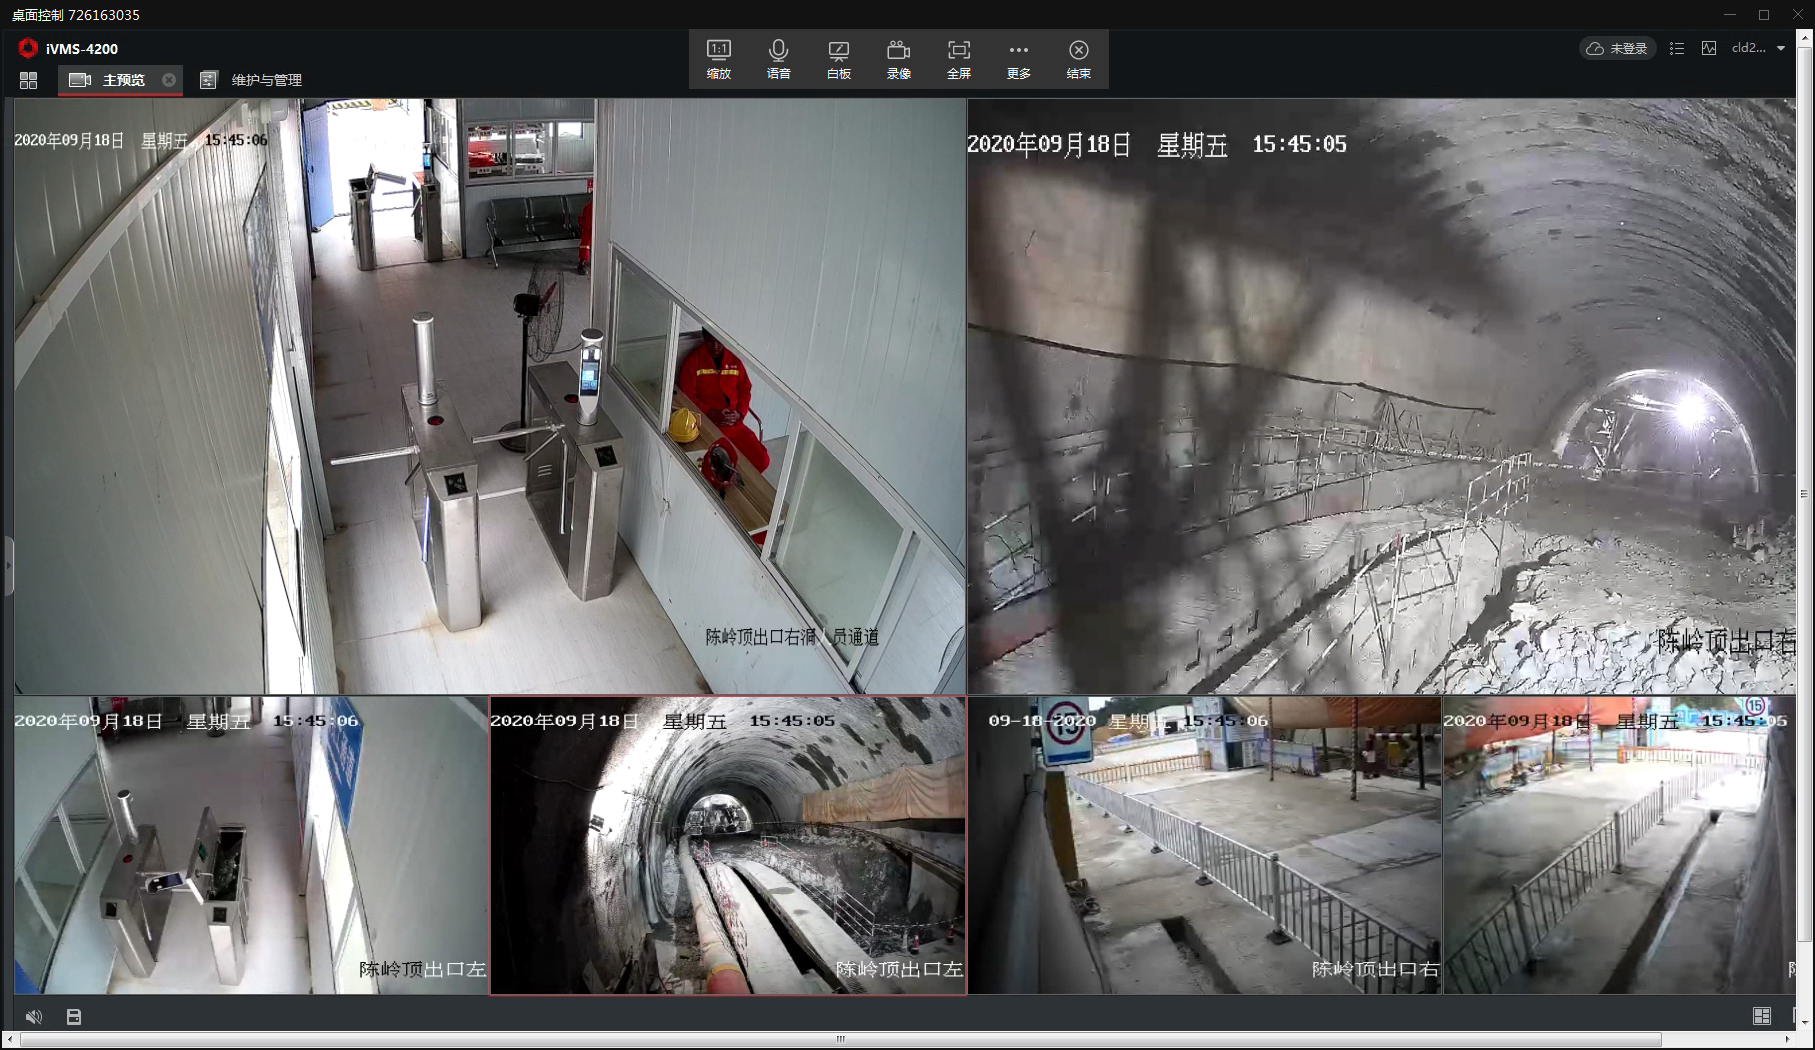 桌面控制 726163035
iVMS-4200
缩放 语音 白板 录像 全屏 更多 结束
未登录
cld2...
主预览
维护与管理
2020年09月18日 星期五 15:45:06
陈岭顶出口右洞人员通道
2020年09月18日 星期五 15:45:05
陈岭顶出口右
2020年09月18日 星期五 15:45:06
陈岭顶出口左
2020年09月18日 星期五 15:45:05
陈岭顶出口左
09-18-2020 星期五 15:45:06
15
陈岭顶出口右
2020年09月18日 星期五 15:45:05
15